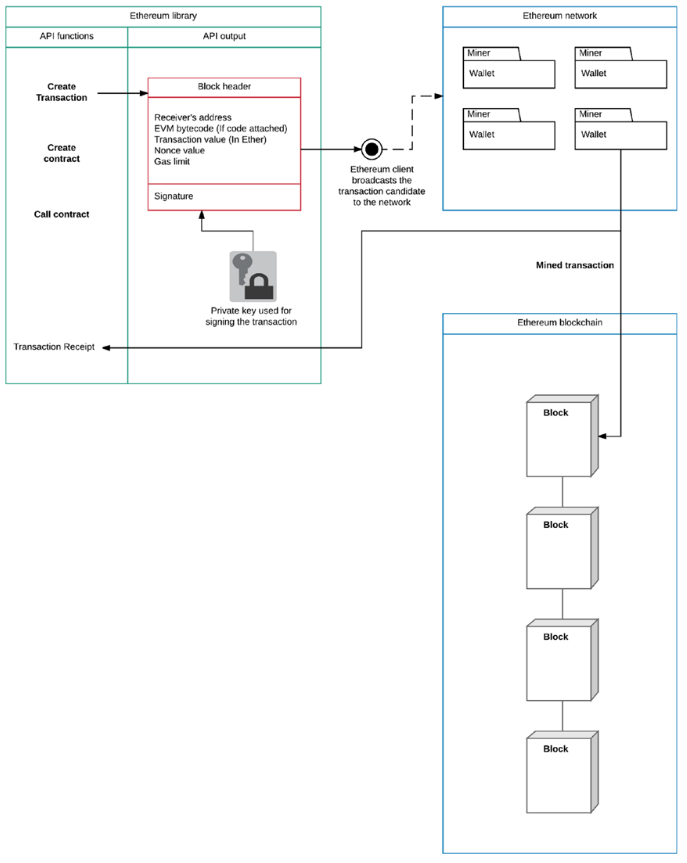 Ethereum library
API functions
API output
Create
Transaction
Create
contract
Call contract
Transaction Receipt
Block header
Receiver's address
EVM bytecode (If code attached)
Transaction value (In Ether)
Nonce value
Gas limit
Signature
Private key used for
signing the transaction
Ethereum client
broadcasts the
transaction candidate
to the network
Ethereum network
Miner
Wallet
Miner
Wallet
Miner
Wallet
Miner
Wallet
Mined transaction
Ethereum blockchain
Block
Block
Block
Block